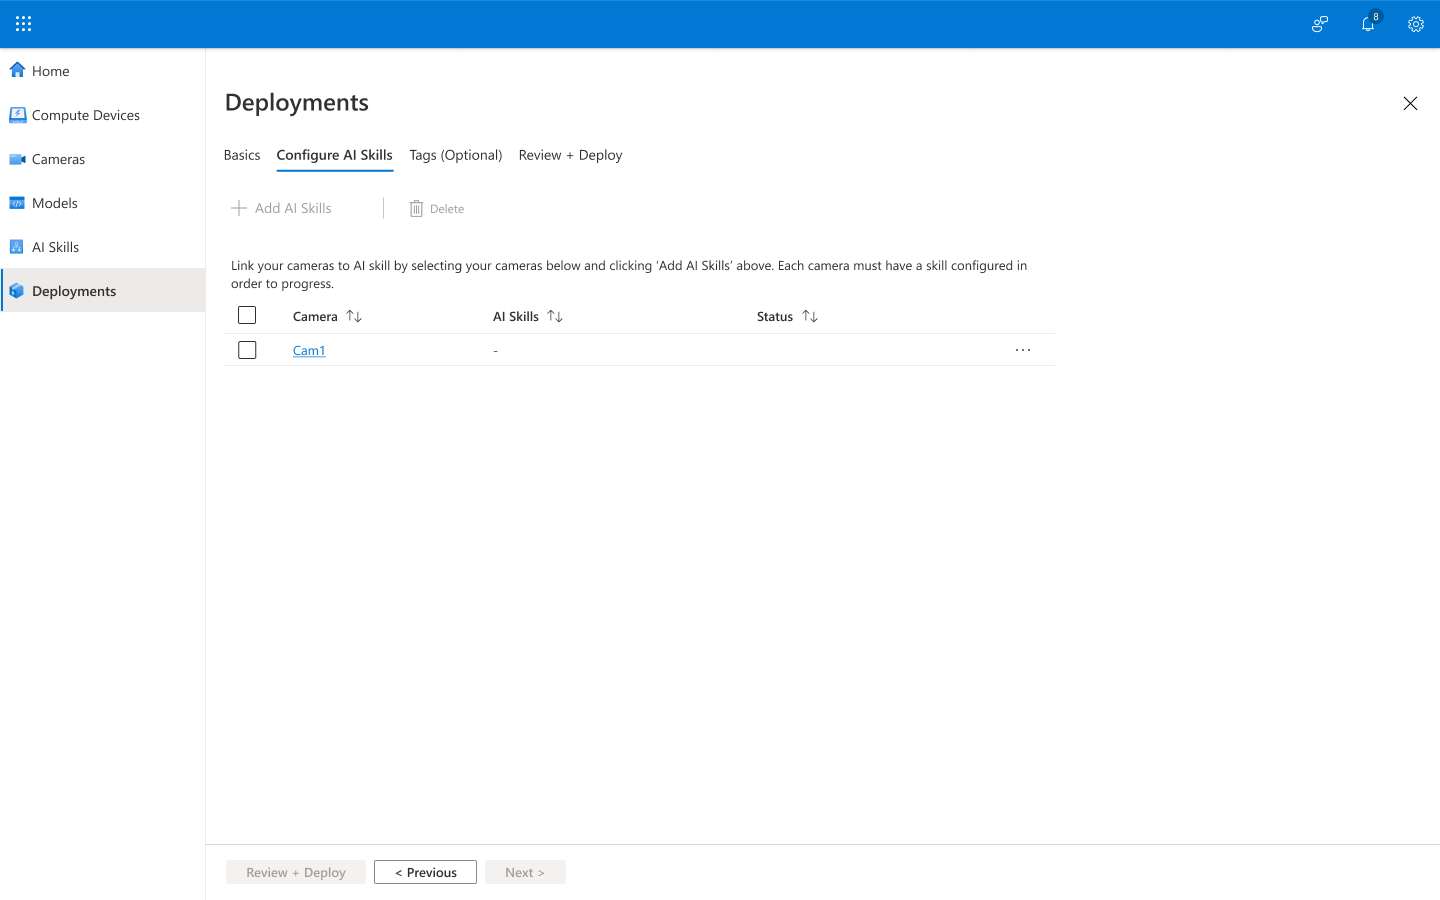 8
Home
Compute Devices
Cameras
Models
AI Skills
Deployments
Deployments
Basics
Configure AI Skills
Tags (Optional)
Review + Deploy
Add AI Skills
Delete
Link your cameras to AI skill by selecting your cameras below and clicking 'Add AI Skills' above. Each camera must have a skill configured in
order to progress.
Camera
AI Skills
Status
Cam1
-
Review + Deploy
< Previous
Next >